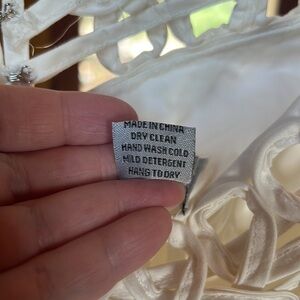 MADE IN CHINA
DRY CLEAN
HAND WASH COLD
MILD DETERGENT
HANG TO DRY